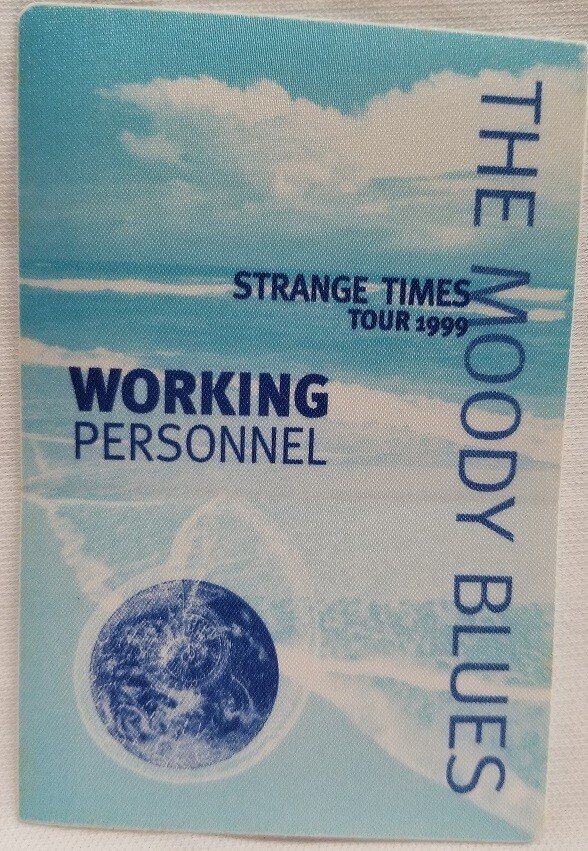 THE MOODY BLUES
STRANGE TIMES
TOUR 1999
WORKING
PERSONNEL